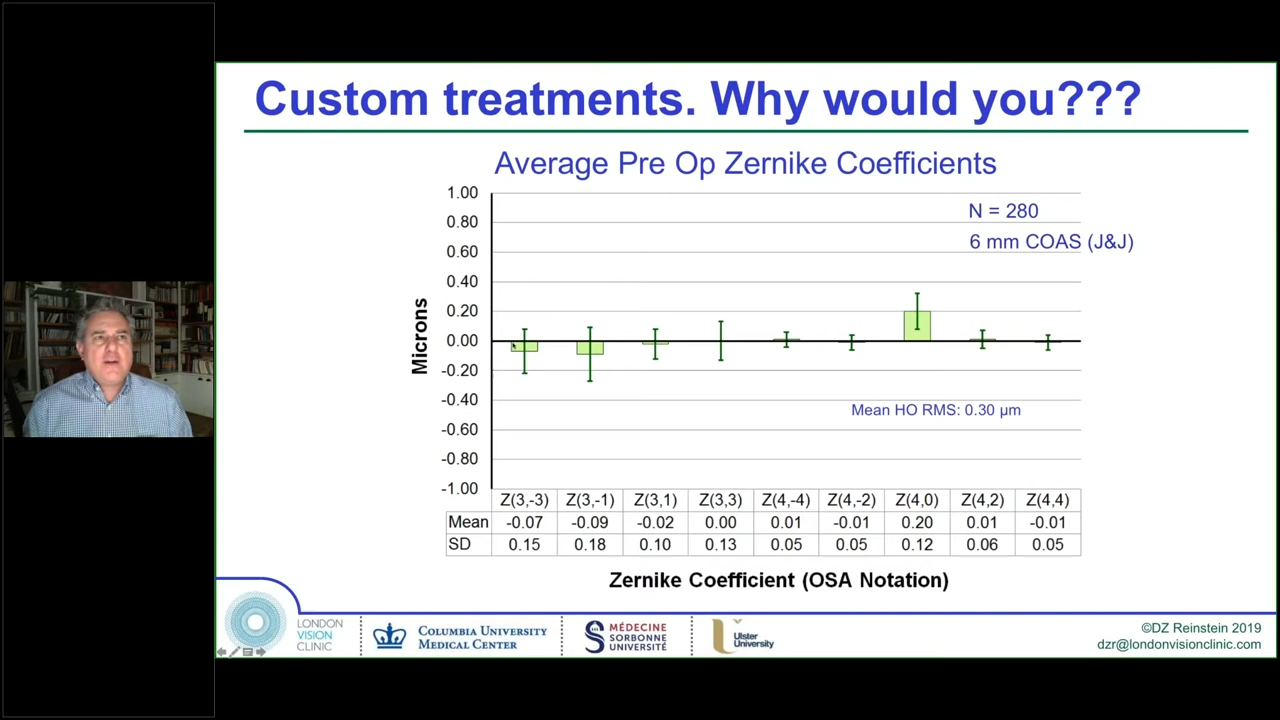 Custom treatments. Why would you???
Average Pre Op Zernike Coefficients
N = 280
6 mm COAS (J&J)
Microns
1.00
0.80
0.60
0.40
0.20
0.00
-0.20
-0.40
-0.60
-0.80
-1.00
Mean HO RMS: 0.30 µm
Z(3,-3) Z(3,-1) Z(3,1) Z(3,3) Z(4,-4) Z(4,-2) Z(4,0) Z(4,2) Z(4,4)
Mean -0.07 -0.09 -0.02 0.00 0.01 -0.01 0.20 0.01 -0.01
SD 0.15 0.18 0.10 0.13 0.05 0.05 0.12 0.06 0.05
Zernike Coefficient (OSA Notation)
LONDON
VISION
CLINIC
COLUMBIA UNIVERSITY
MEDICAL CENTER
MÉDECINE
SORBONNE
UNIVERSITÉ
Ulster
University
©DZ Reinstein 2019
dzr@londonvisionclinic.com